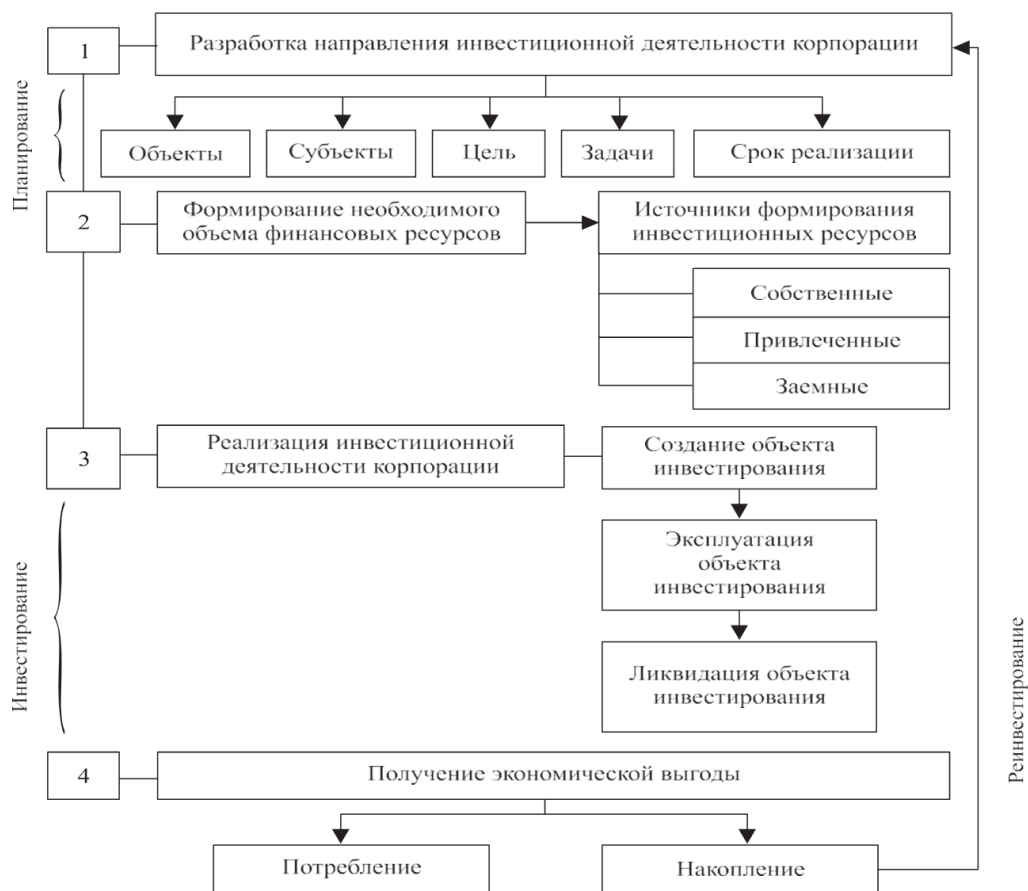 1
Разработка направления инвестиционной деятельности корпорации
Планирование
Объекты
Субъекты
Цель
Задачи
Срок реализации
2
Формирование необходимого
объема финансовых ресурсов
Источники формирования
инвестиционных ресурсов
Собственные
Привлеченные
Заемные
3
Реализация инвестиционной
деятельности корпорации
Создание объекта
инвестирования
Инвестирование
Эксплуатация
объекта
инвестирования
Ликвидация объекта
инвестирования
Реинвестирование
4
Получение экономической выгоды
Потребление
Накопление